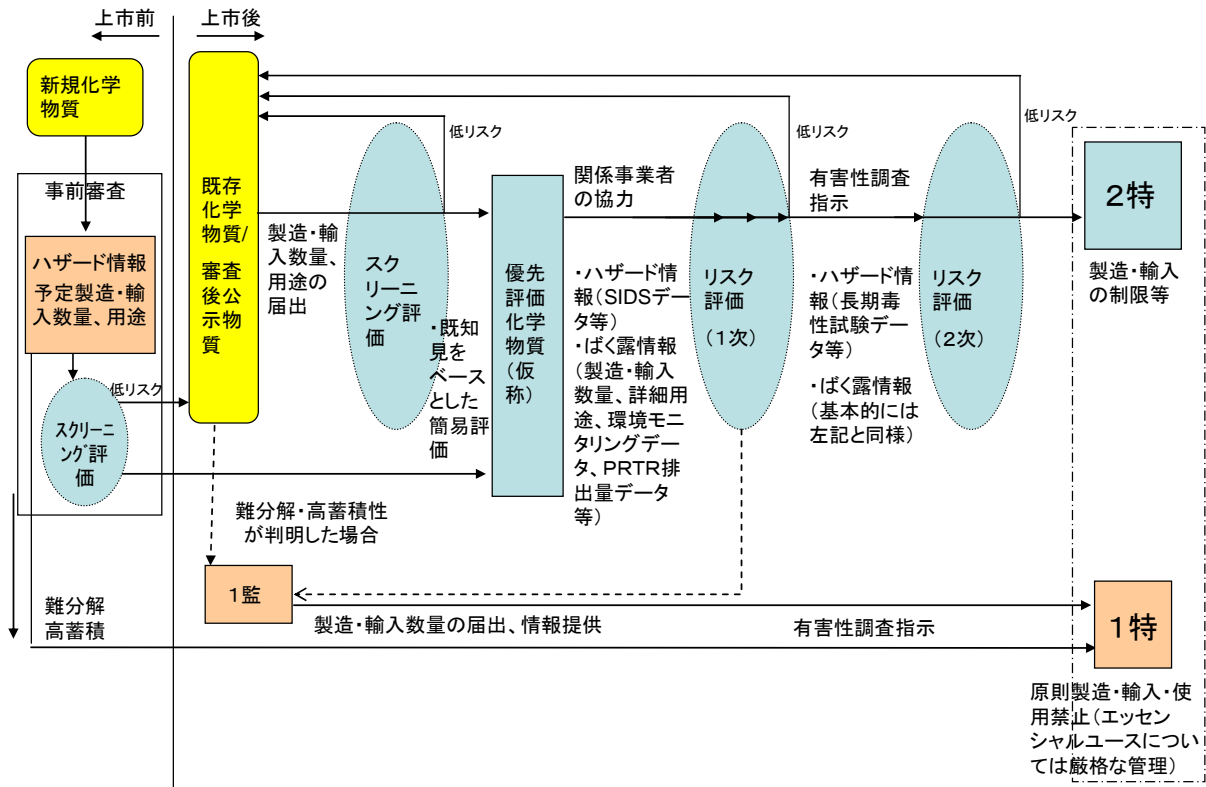 上市前
上市後
新規化学
物質
事前審査
ハザード情報
予定製造・輸
入数量、用途
低リスク
スクリーニ
ング評
価
難分解
高蓄積
既存
化学
物質/
審査
後公
示物
質
製造・輸
入数量、
用途の
届出
低リスク
スク
リーニ
ング評
価
・既知
見を
ベース
とした
簡易評
価
優先
評価
化学
物質
(仮
称)
関係事業者
の協力
・ハザード情
報(SIDSデー
タ等)
・ばく露情報
(製造・輸入
数量、詳細用
途、環境モニ
タリングデー
タ、PRTR排
出量データ
等)
低リスク
リスク
評価
(1次)
有害性調査
指示
・ハザード情
報(長期毒
性試験デー
タ等)
・ばく露情報
(基本的には
左記と同様)
低リスク
リスク
評価
(2次)
2特
製造・輸入
の制限等
難分解・高蓄積性
が判明した場合
1監
製造・輸入数量の届出、情報提供
有害性調査指示
1特
原則製造・輸入・使
用禁止(エッセン
シャルユースについ
ては厳格な管理)